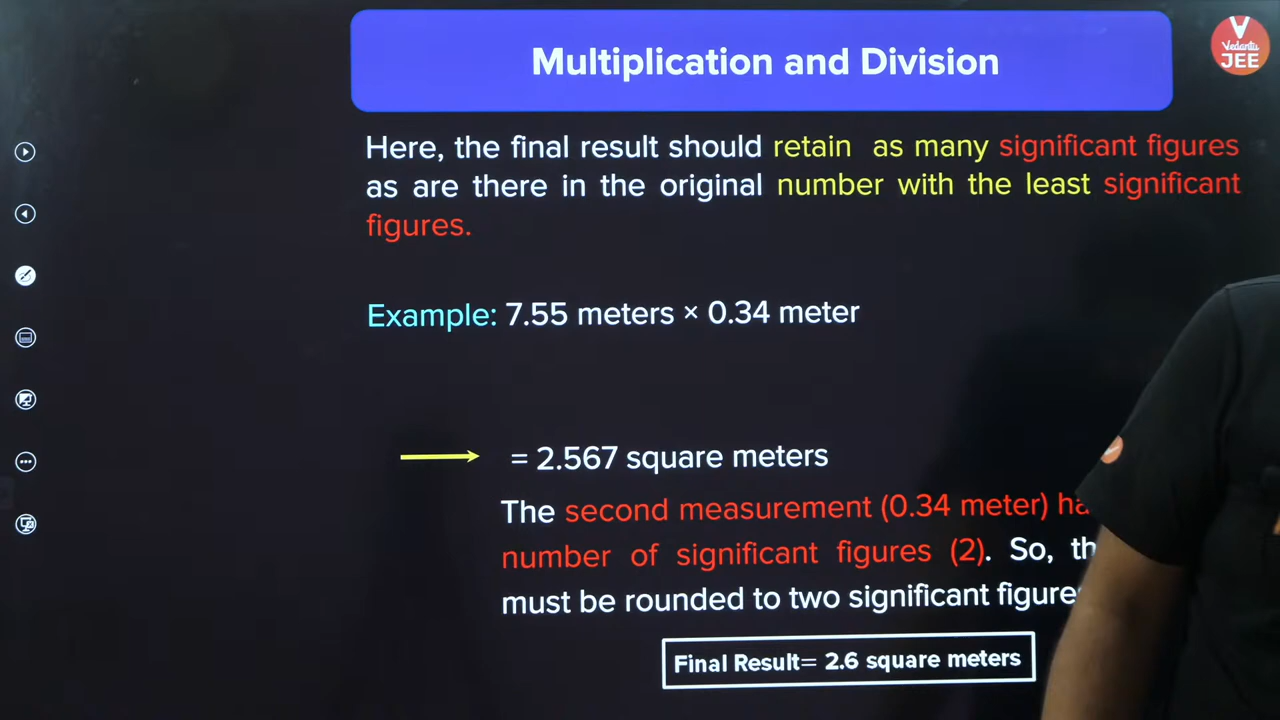 Multiplication and Division
V
Vedantu
JEE
Here, the final result should retain as many significant figures
as are there in the original number with the least significant
figures.
Example: 7.55 meters × 0.34 meter
= 2.567 square meters
The second measurement (0.34 meter)
number of significant figures (2). So,
must be rounded to two significant
Final Result= 2.6 square meters